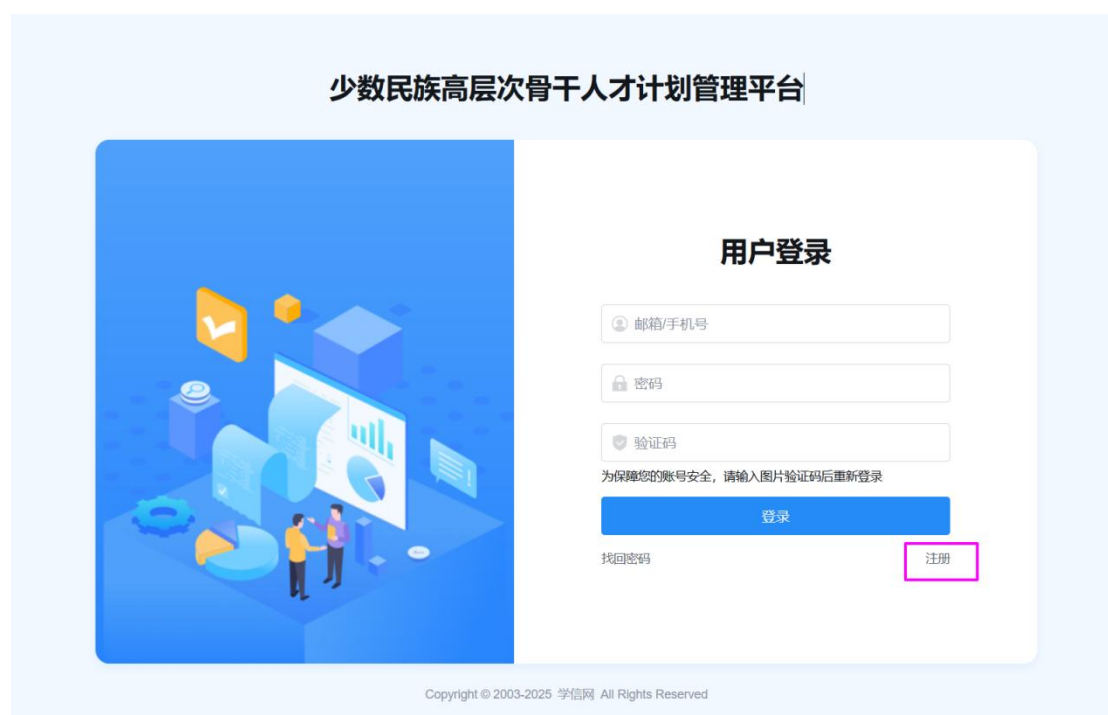 少数民族高层次骨干人才计划管理平台
用户登录
邮箱/手机号
密码
验证码
为保障您的账号安全，请输入图片验证码后重新登录
登录
找回密码 注册
Copyright © 2003-2025 学信网 All Rights Reserved